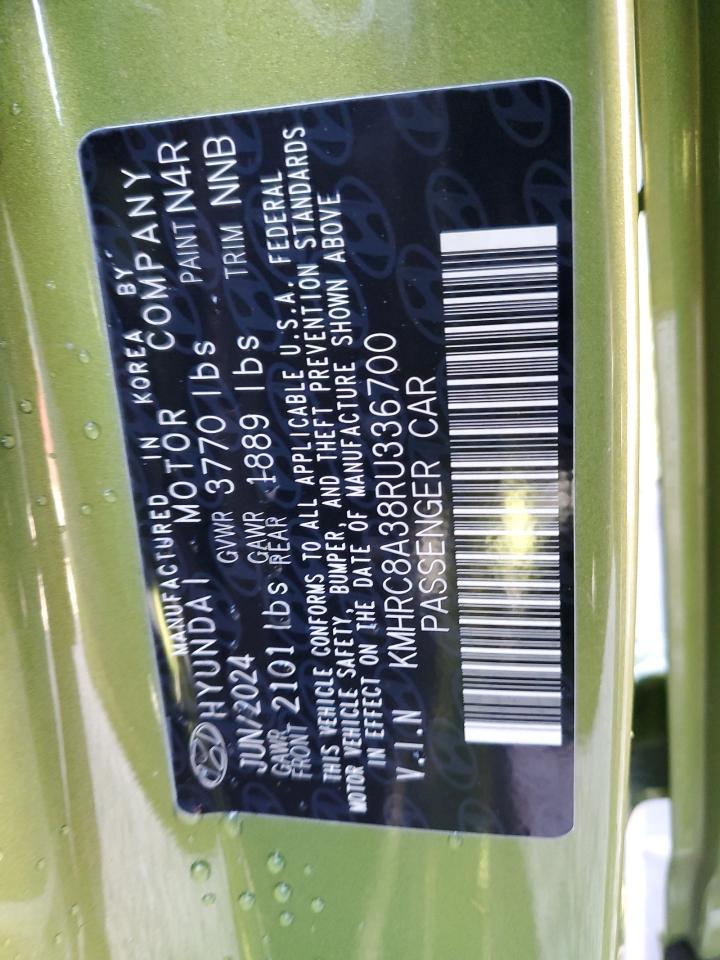 MANUFACTURED IN KOREA BY
HYUNDAI MOTOR COMPANY
JUN/2024 GVWR 3770 lbs PAINT N4R
GAWR FRONT 2101 lbs GAWR REAR 1889 lbs TRIM NNB
THIS VEHICLE CONFORMS TO ALL APPLICABLE U.S.A. FEDERAL
MOTOR VEHICLE SAFETY, BUMPER, AND THEFT PREVENTION STANDARDS
IN EFFECT ON THE DATE OF MANUFACTURE SHOWN ABOVE
V.I.N KMHRC8A38RU336700
PASSENGER CAR